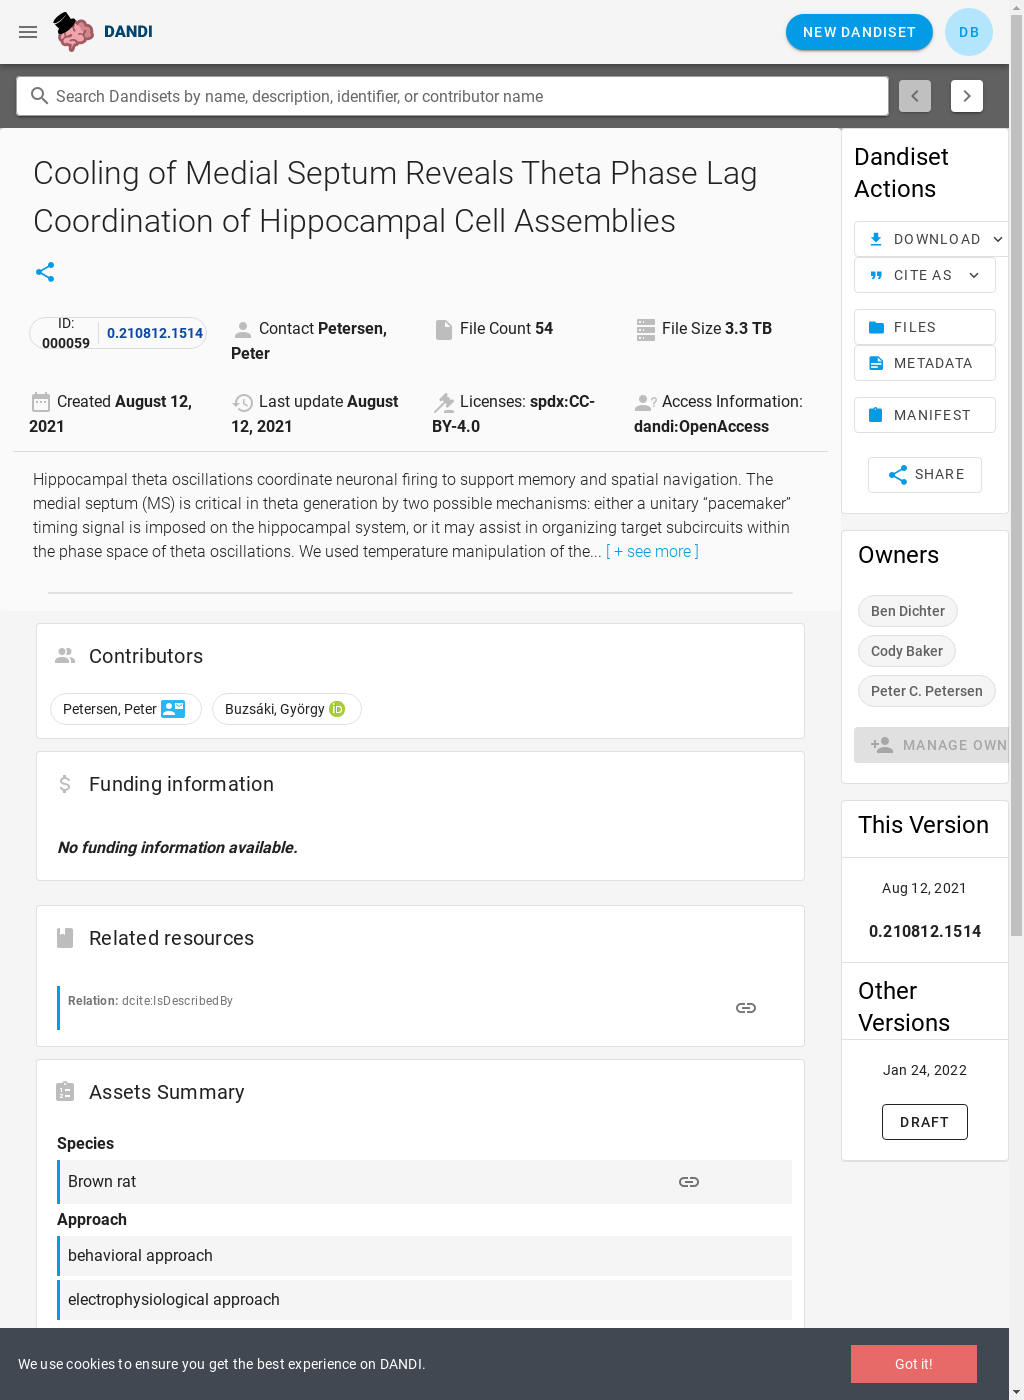 DANDI
NEW DANDISET
DB
Search Dandisets by name, description, identifier, or contributor name
Cooling of Medial Septum Reveals Theta Phase Lag
Coordination of Hippocampal Cell Assemblies
ID:
000059
0.210812.1514
Contact Petersen,
Peter
File Count 54
File Size 3.3 TB
Created August 12,
2021
Last update August
12, 2021
Licenses: spdx:CC-
BY-4.0
Access Information:
dandi:OpenAccess
Hippocampal theta oscillations coordinate neuronal firing to support memory and spatial navigation. The
medial septum (MS) is critical in theta generation by two possible mechanisms: either a unitary “pacemaker”
timing signal is imposed on the hippocampal system, or it may assist in organizing target subcircuits within
the phase space of theta oscillations. We used temperature manipulation of the... [ + see more ]
Contributors
Petersen, Peter
Buzsáki, György
iD
Funding information
No funding information available.
Related resources
Relation: dcite:IsDescribedBy
Assets Summary
Species
Brown rat
Approach
behavioral approach
electrophysiological approach
Dandiset
Actions
DOWNLOAD
CITE AS
FILES
METADATA
MANIFEST
SHARE
Owners
Ben Dichter
Cody Baker
Peter C. Petersen
MANAGE OWN
This Version
Aug 12, 2021
0.210812.1514
Other
Versions
Jan 24, 2022
DRAFT
We use cookies to ensure you get the best experience on DANDI.
Got it!